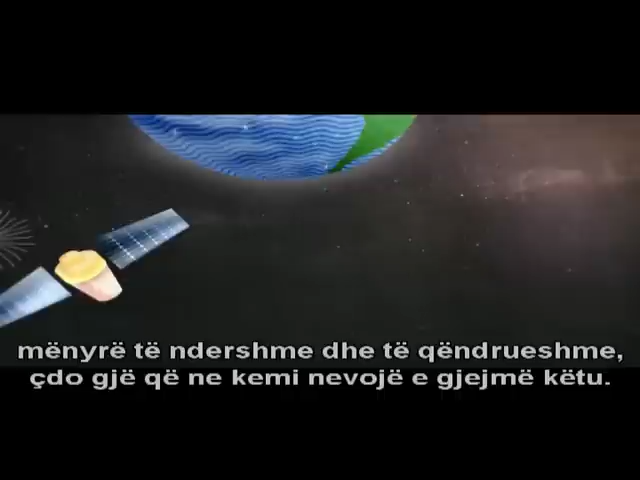 mënyrë të ndershme dhe të qëndrueshme,
çdo gjë që ne kemi nevojë e gjejmë këtu.